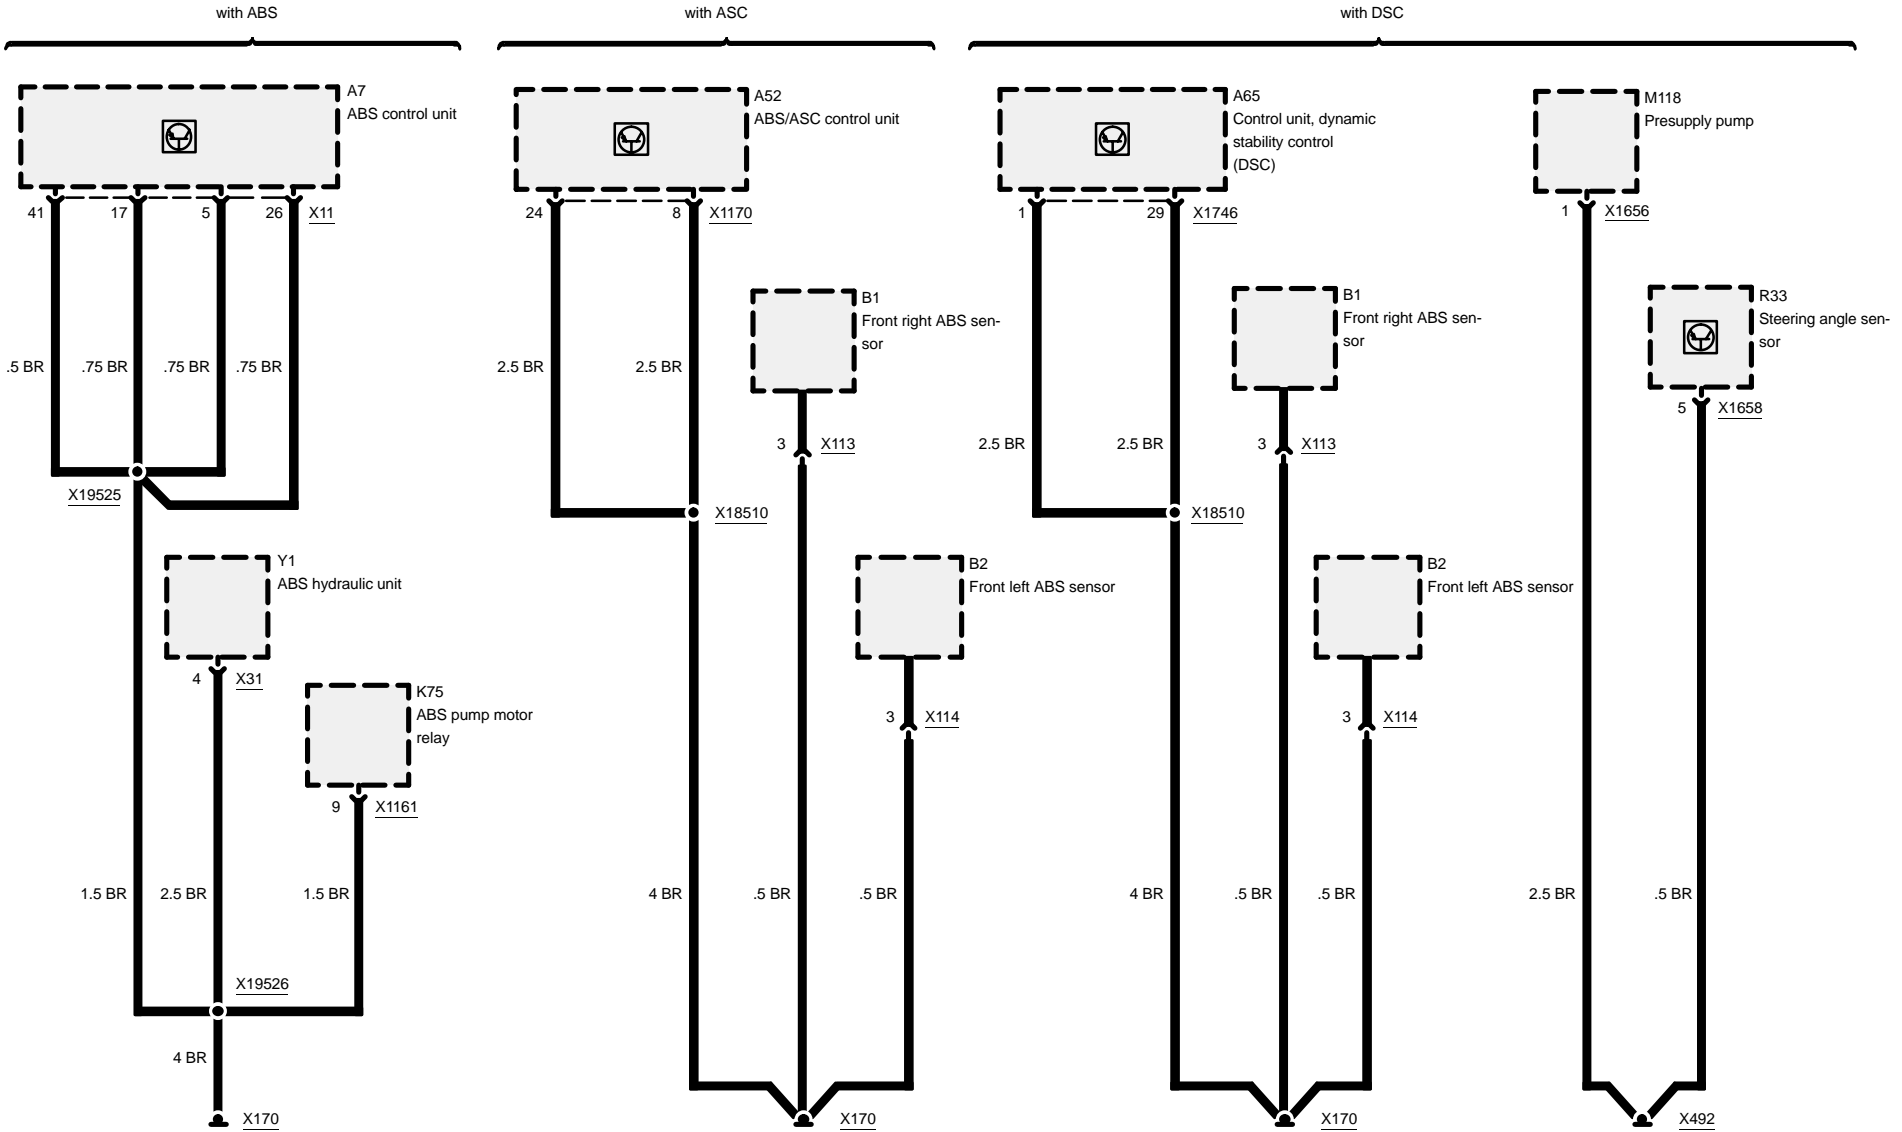 with ABS
with ASC
with DSC
A7
ABS control unit
41
17
5
26
X11
.5 BR
.75 BR
.75 BR
.75 BR
X19525
Y1
ABS hydraulic unit
4
X31
K75
ABS pump motor
relay
9
X1161
1.5 BR
2.5 BR
1.5 BR
X19526
4 BR
X170
A52
ABS/ASC control unit
24
8
X1170
2.5 BR
2.5 BR
B1
Front right ABS sen-
sor
3
X113
X18510
B2
Front left ABS sensor
3
X114
4 BR
.5 BR
.5 BR
X170
A65
Control unit, dynamic
stability control
(DSC)
1
29
X1746
B1
Front right ABS sen-
sor
2.5 BR
2.5 BR
3
X113
X18510
B2
Front left ABS sensor
3
X114
4 BR
.5 BR
.5 BR
X170
M118
Presupply pump
1
X1656
R33
Steering angle sen-
sor
5
X1658
2.5 BR
.5 BR
X492